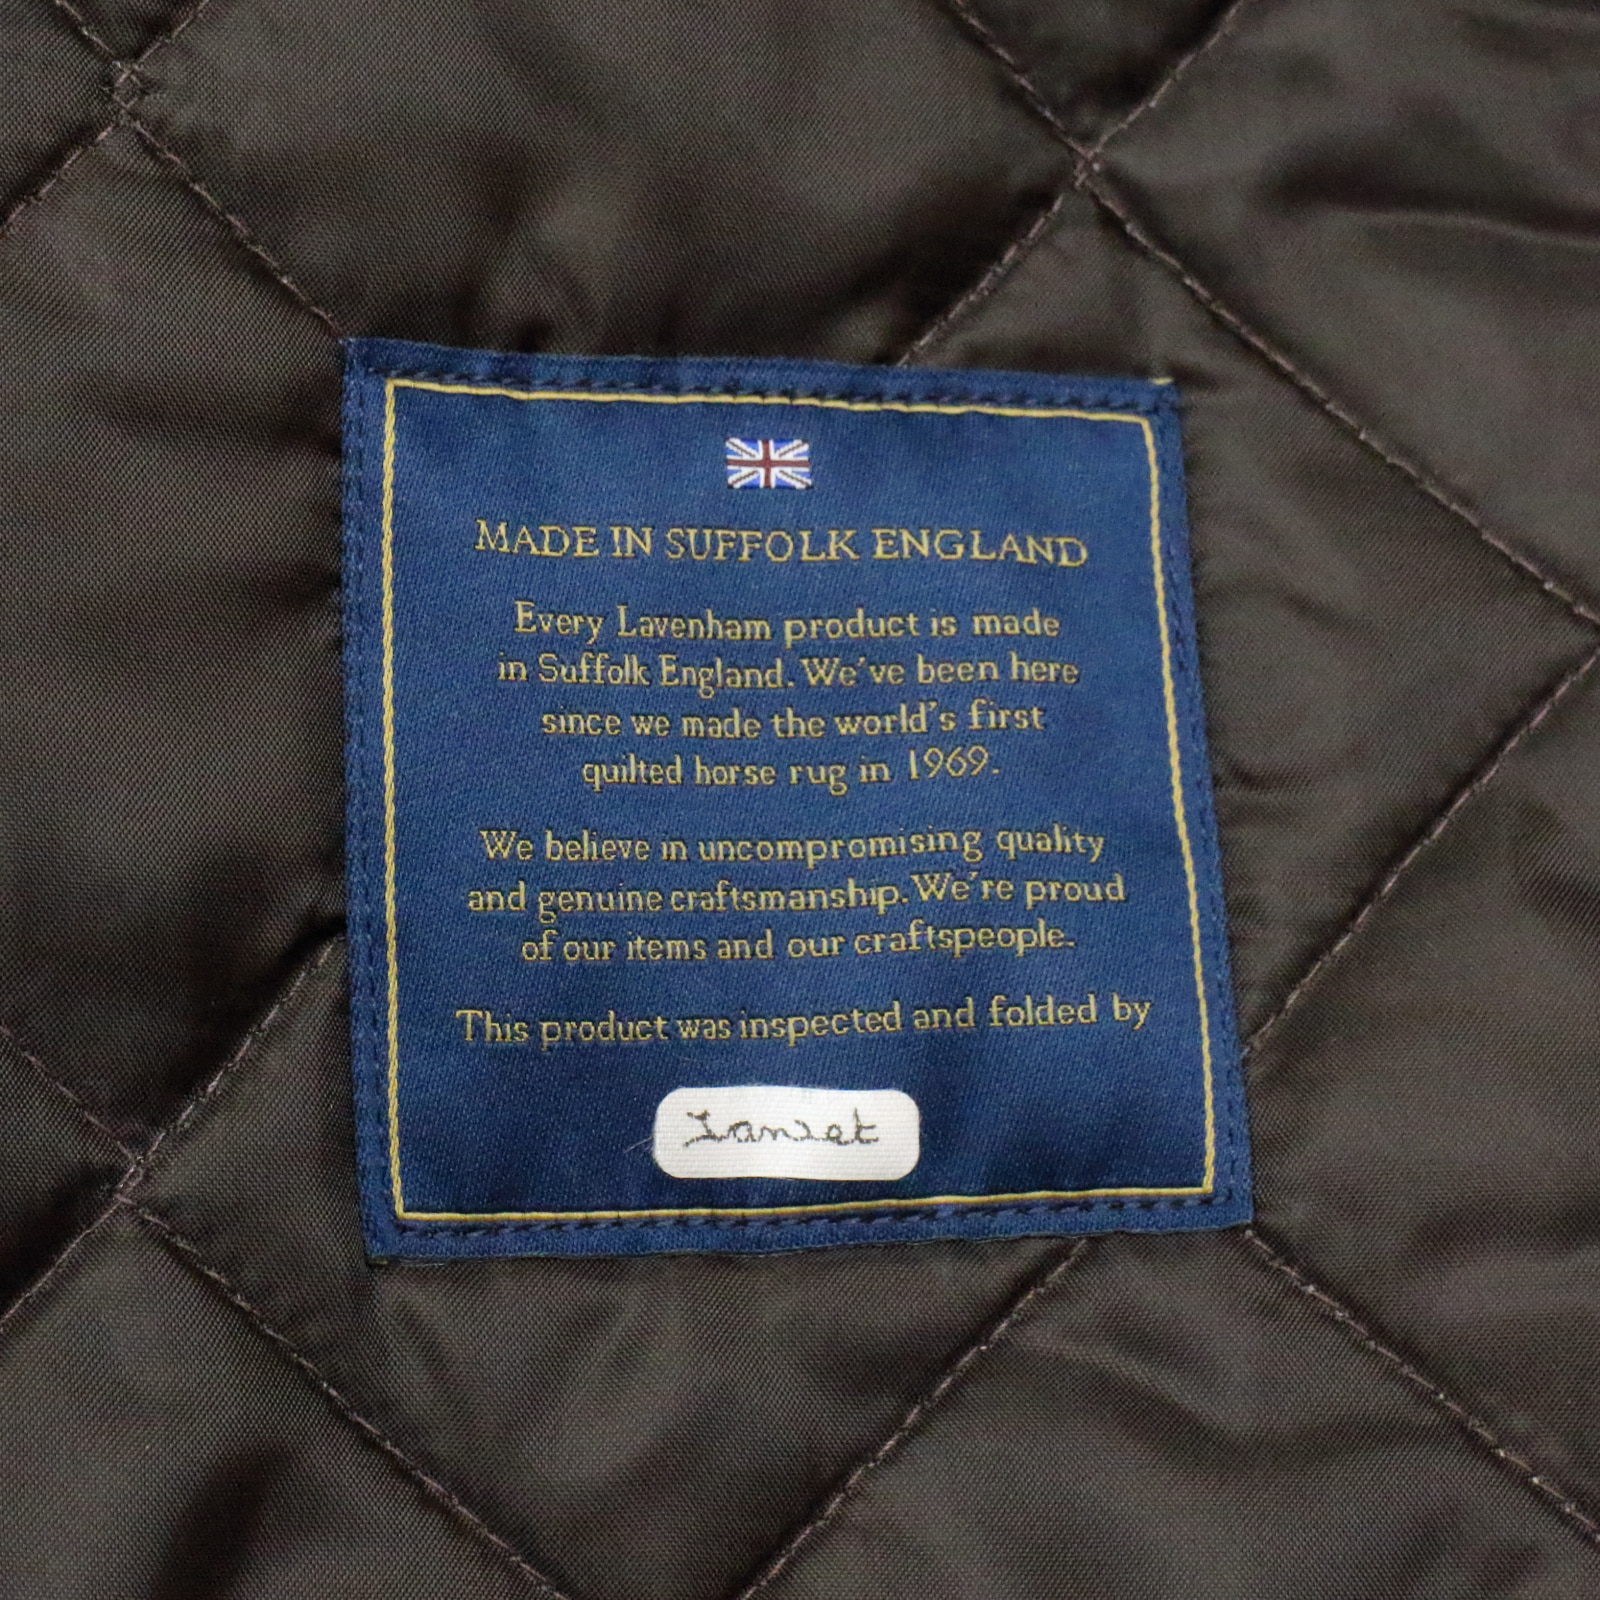 MADE IN SUFFOLK ENGLAND
Every Lavenham product is made
in Suffolk England. We've been here
since we made the world's first
quilted horse rug in 1969.
We believe in uncompromising quality
and genuine craftsmanship. We're proud
of our items and our craftspeople.
This product was inspected and folded by